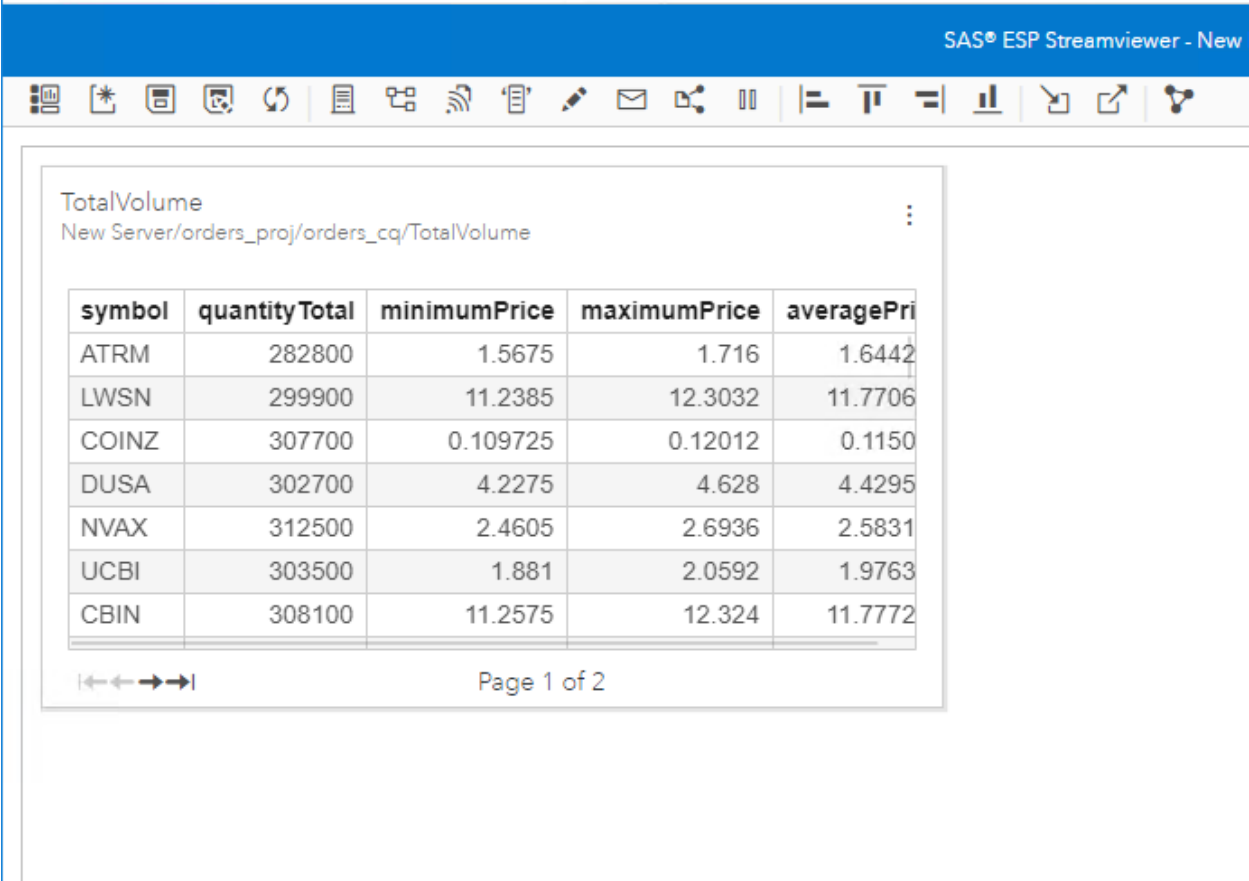 SAS® ESP Streamviewer - New
TotalVolume
New Server/orders_proj/orders_cq/TotalVolume
symbol quantityTotal minimumPrice maximumPrice averagePri
ATRM 282800 1.5675 1.716 1.6442
LWSN 299900 11.2385 12.3032 11.7706
COINZ 307700 0.109725 0.12012 0.1150
DUSA 302700 4.2275 4.628 4.4295
NVAX 312500 2.4605 2.6936 2.5831
UCBI 303500 1.881 2.0592 1.9763
CBIN 308100 11.2575 12.324 11.7772
Page 1 of 2